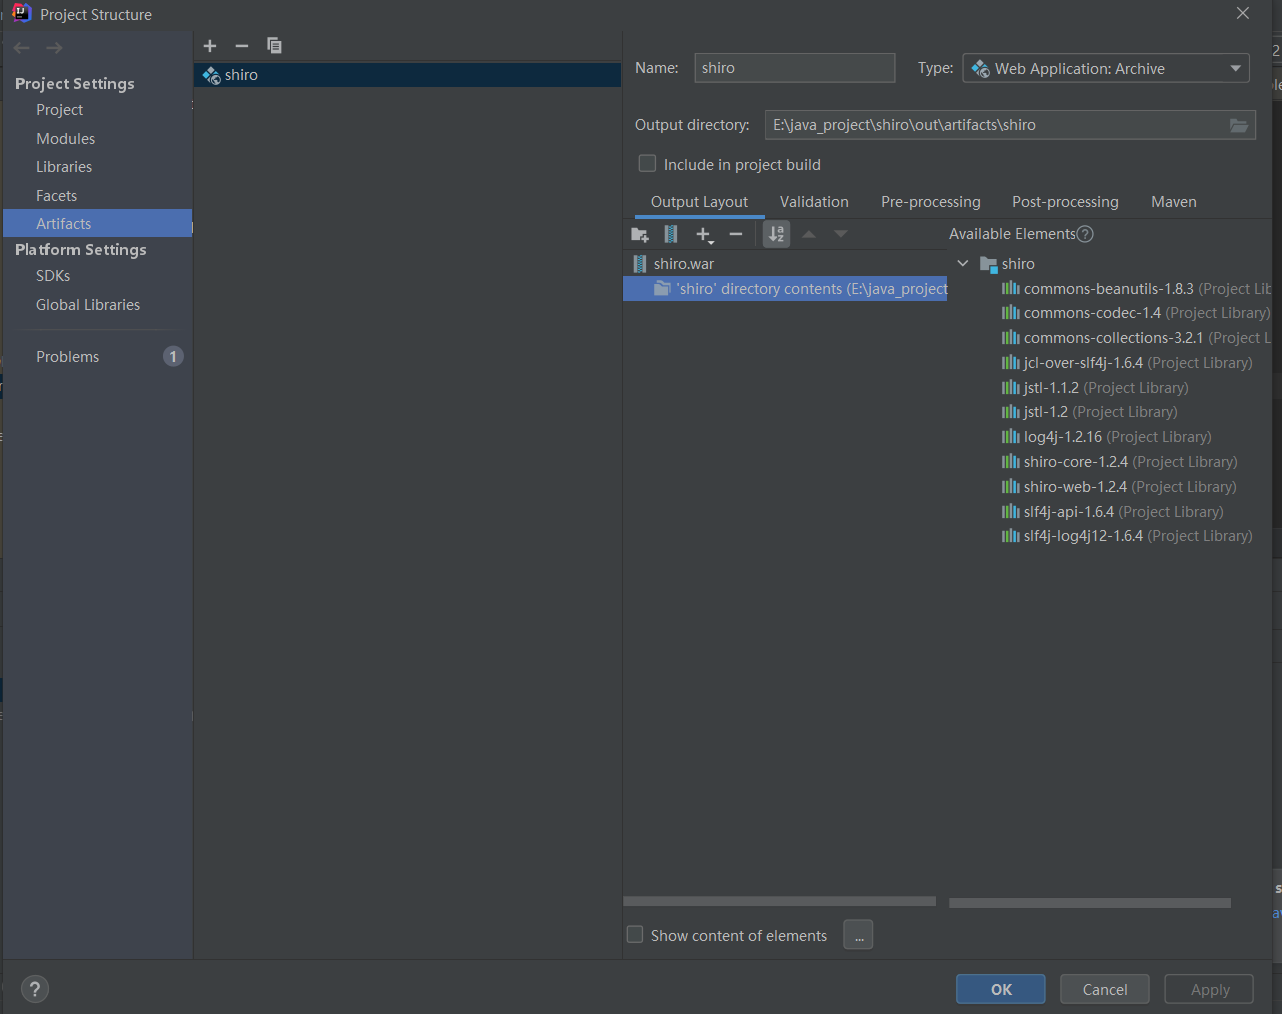 Project Structure
Project Settings
Project
Modules
Libraries
Facets
Artifacts
Platform Settings
SDKs
Global Libraries
Problems 1
shiro
Name: shiro Type: Web Application: Archive
Output directory: E:\java_project\shiro\out\artifacts\shiro
Include in project build
Output Layout Validation Pre-processing Post-processing Maven
Available Elements
shiro.war
'shiro' directory contents (E:\java_project
shiro
commons-beanutils-1.8.3 (Project Lib
commons-codec-1.4 (Project Library)
commons-collections-3.2.1 (Project L
jcl-over-slf4j-1.6.4 (Project Library)
jstl-1.1.2 (Project Library)
jstl-1.2 (Project Library)
log4j-1.2.16 (Project Library)
shiro-core-1.2.4 (Project Library)
shiro-web-1.2.4 (Project Library)
slf4j-api-1.6.4 (Project Library)
slf4j-log4j12-1.6.4 (Project Library)
Show content of elements ...
? OK Cancel Apply